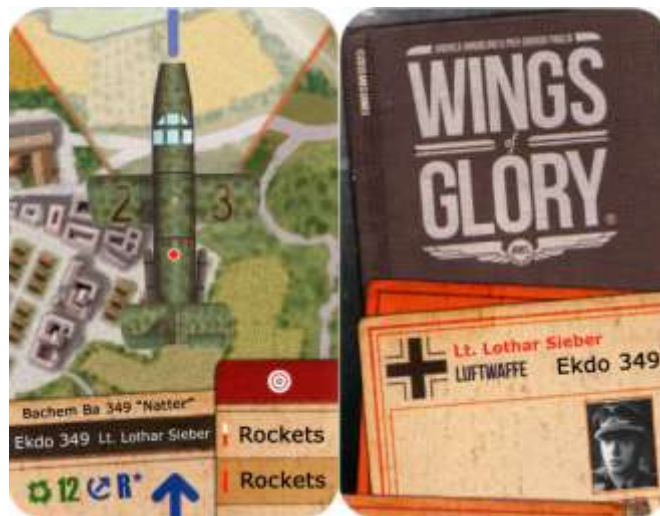 2 3
Bachem Ba 349 "Natter"
Ekdo 349 Lt. Lothar Sieber
12 R*
Rockets
Rockets
WINGS
of
GLORY
Lt. Lothar Sieber
LUFTWAFFE Ekdo 349